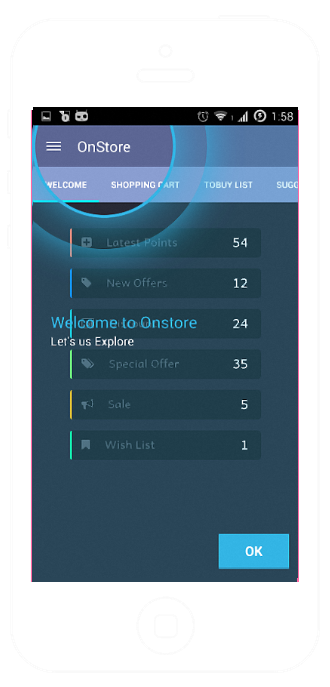 1:58
OnStore
WELCOME SHOPPING CART TOBUY LIST SUGG
Latest Points 54
New Offers 12
24
Welcome to Onstore
Let's us Explore
Special Offer 35
Sale 5
Wish List 1
OK